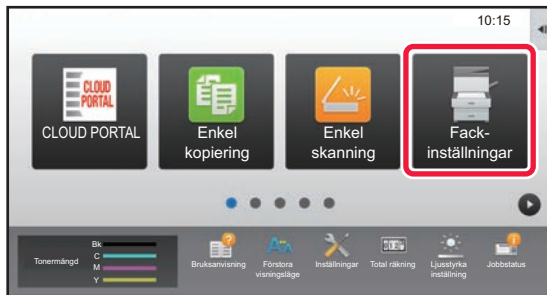 10:15
CLOUD
PORTAL
CLOUD PORTAL
Enkel
kopiering
Enkel
skanning
Fack-
inställningar
Tonermängd
Bk
C
M
Y
Bruksanvisning
Förstora
visningsläge
Inställningar
Total räkning
Ljusstyrka
inställning
Jobbstatus